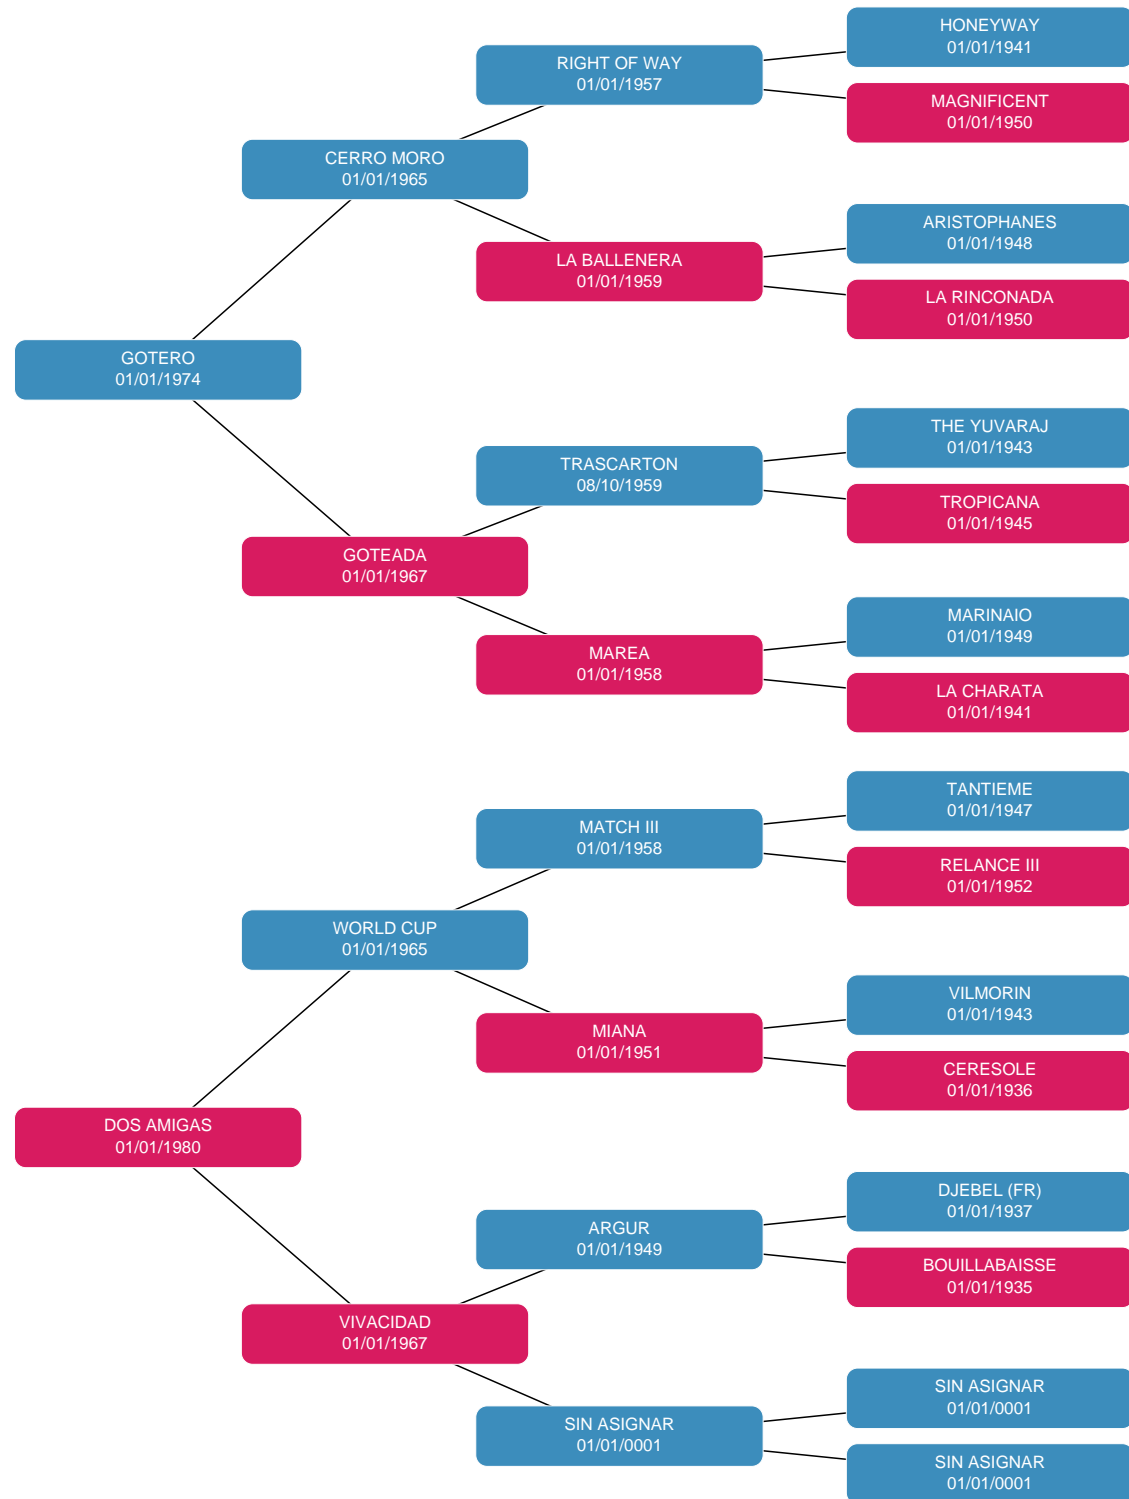 HONEYWAY
01/01/1941
RIGHT OF WAY
01/01/1957
MAGNIFICENT
01/01/1950
CERRO MORO
01/01/1965
ARISTOPHANES
01/01/1948
LA BALLENERA
01/01/1959
LA RINCONADA
01/01/1950
GOTERO
01/01/1974
THE YUVARAJ
01/01/1943
TRASCARTON
08/10/1959
TROPICANA
01/01/1945
GOTEADA
01/01/1967
MARINAIO
01/01/1949
MAREA
01/01/1958
LA CHARATA
01/01/1941
TANTIEME
01/01/1947
MATCH III
01/01/1958
RELANCE III
01/01/1952
WORLD CUP
01/01/1965
VILMORIN
01/01/1943
MIANA
01/01/1951
CERESOLE
01/01/1936
DOS AMIGAS
01/01/1980
DJEBEL (FR)
01/01/1937
ARGUR
01/01/1949
BOUILLABAISSE
01/01/1935
VIVACIDAD
01/01/1967
SIN ASIGNAR
01/01/0001
SIN ASIGNAR
01/01/0001
SIN ASIGNAR
01/01/0001